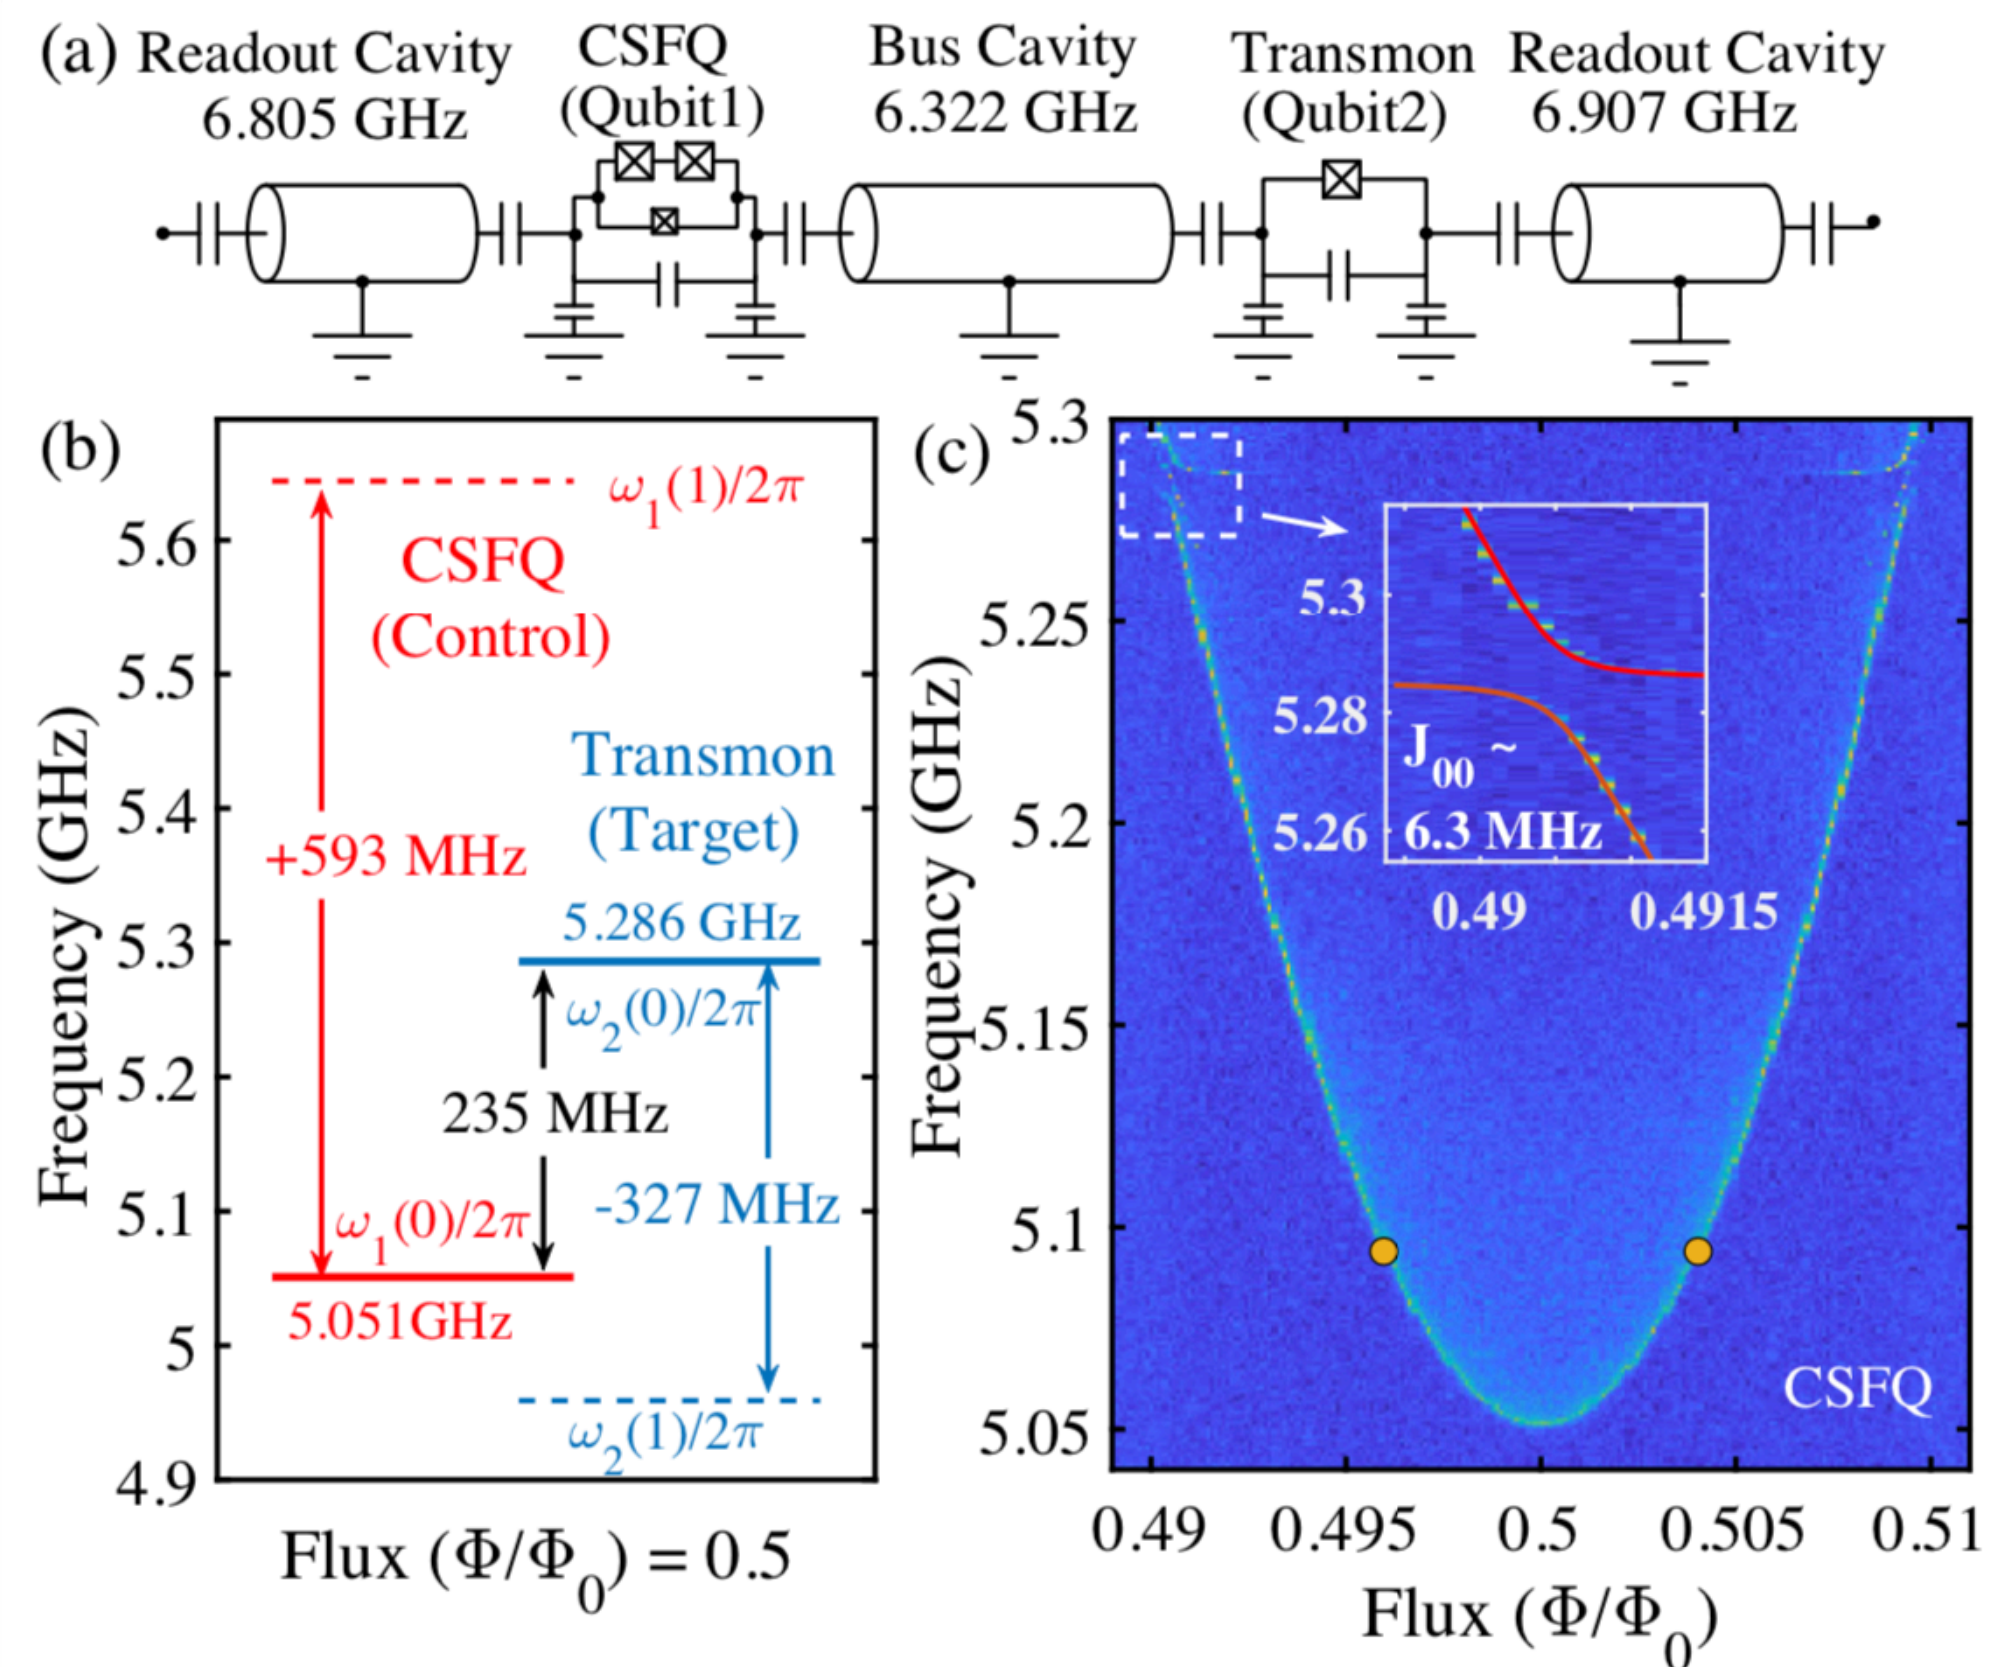 (a) Readout Cavity CSFQ Bus Cavity Transmon Readout Cavity
6.805 GHz (Qubit1) 6.322 GHz (Qubit2) 6.907 GHz
(b)
Frequency (GHz)
5.6
5.5
5.4
5.3
5.2
5.1
5
4.9
ω₁(1)/2π
CSFQ
(Control)
+593 MHz
Transmon
(Target)
5.286 GHz
ω₂(0)/2π
235 MHz
-327 MHz
ω₁(0)/2π
5.051GHz
ω₂(1)/2π
Flux (Φ/Φ₀) = 0.5
(c)
Frequency (GHz)
5.3
5.25
5.2
5.15
5.1
5.05
5.3
5.28
5.26
J₀₀ ~
6.3 MHz
0.49 0.4915
CSFQ
0.49 0.495 0.5 0.505 0.51
Flux (Φ/Φ₀)